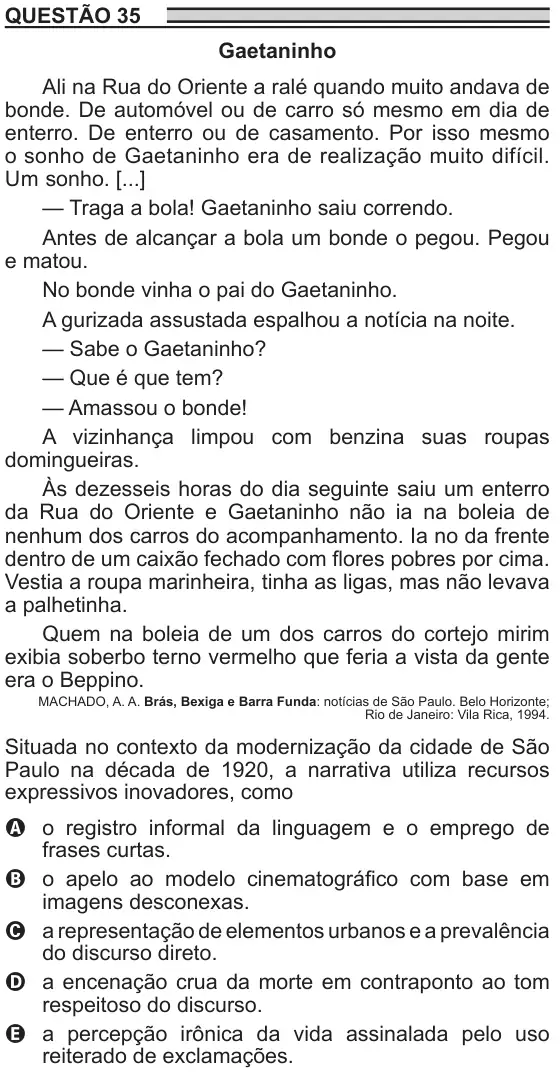 QUESTÃO 35
Gaetaninho
Ali na Rua do Oriente a ralé quando muito andava de
bonde. De automóvel ou de carro só mesmo em dia de
enterro. De enterro ou de casamento. Por isso mesmo
o sonho de Gaetaninho era de realização muito difícil.
Um sonho. [...]
— Traga a bola! Gaetaninho saiu correndo.
Antes de alcançar a bola um bonde o pegou. Pegou
e matou.
No bonde vinha o pai do Gaetaninho.
A gurizada assustada espalhou a notícia na noite.
— Sabe o Gaetaninho?
— Que é que tem?
— Amassou o bonde!
A vizinhança limpou com benzina suas roupas
domingueiras.
Às dezesseis horas do dia seguinte saiu um enterro
da Rua do Oriente e Gaetaninho não ia na boleia de
nenhum dos carros do acompanhamento. Ia no da frente
dentro de um caixão fechado com flores pobres por cima.
Vestia a roupa marinheira, tinha as ligas, mas não levava
a palhetinha.
Quem na boleia de um dos carros do cortejo mirim
exibia soberbo terno vermelho que feria a vista da gente
era o Beppino.
MACHADO, A. A. Brás, Bexiga e Barra Funda: notícias de São Paulo. Belo Horizonte;
Rio de Janeiro: Vila Rica, 1994.
Situada no contexto da modernização da cidade de São
Paulo na década de 1920, a narrativa utiliza recursos
expressivos inovadores, como
A o registro informal da linguagem e o emprego de
frases curtas.
B o apelo ao modelo cinematográfico com base em
imagens desconexas.
C a representação de elementos urbanos e a prevalência
do discurso direto.
D a encenação crua da morte em contraponto ao tom
respeitoso do discurso.
E a percepção irônica da vida assinalada pelo uso
reiterado de exclamações.